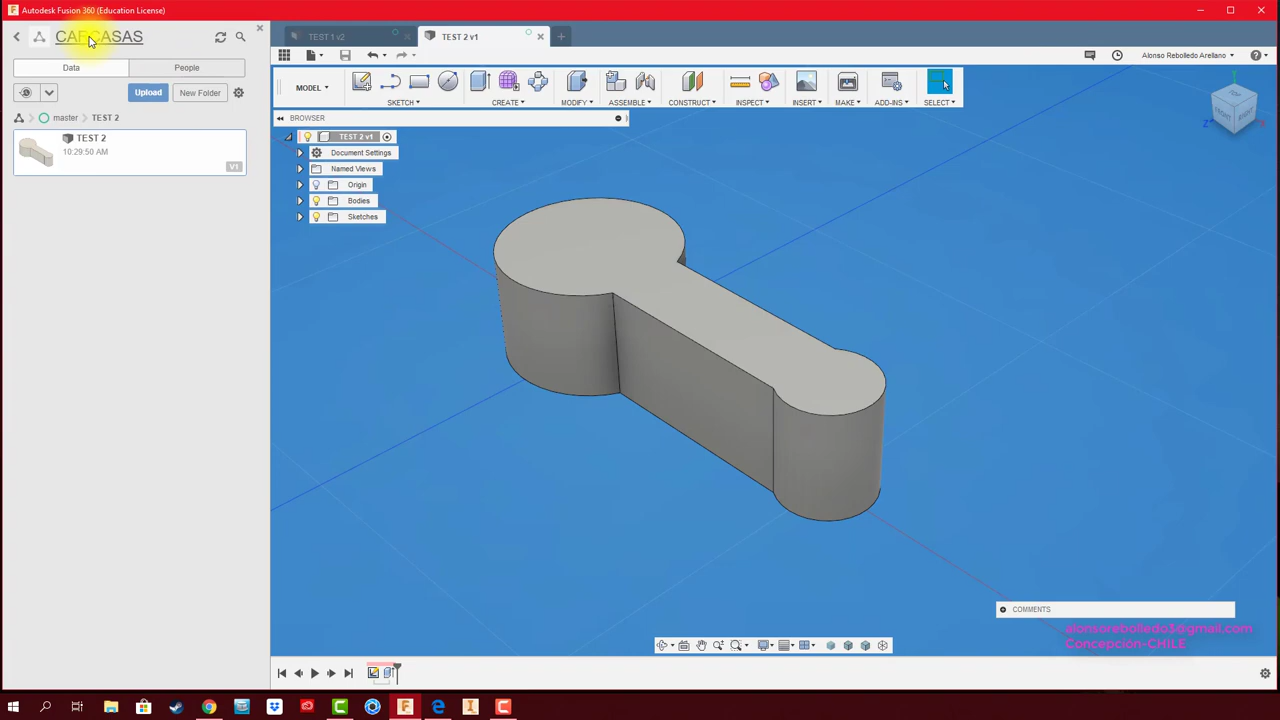 Autodesk Fusion 360 (Education License)
CARCASAS
Data
People
Upload
New Folder
master
TEST 2
TEST 2
10:29:50 AM
V1
TEST 1 v2
TEST 2 v1
Alonso Rebolledo Arellano
MODEL
SKETCH
CREATE
MODIFY
ASSEMBLE
CONSTRUCT
INSPECT
INSERT
MAKE
ADD-INS
SELECT
BROWSER
TEST 2 v1
Document Settings
Named Views
Origin
Bodies
Sketches
TOP
FRONT
RIGHT
Z
X
COMMENTS
alonsorebolledo3@gmail.com
Concepción-CHILE